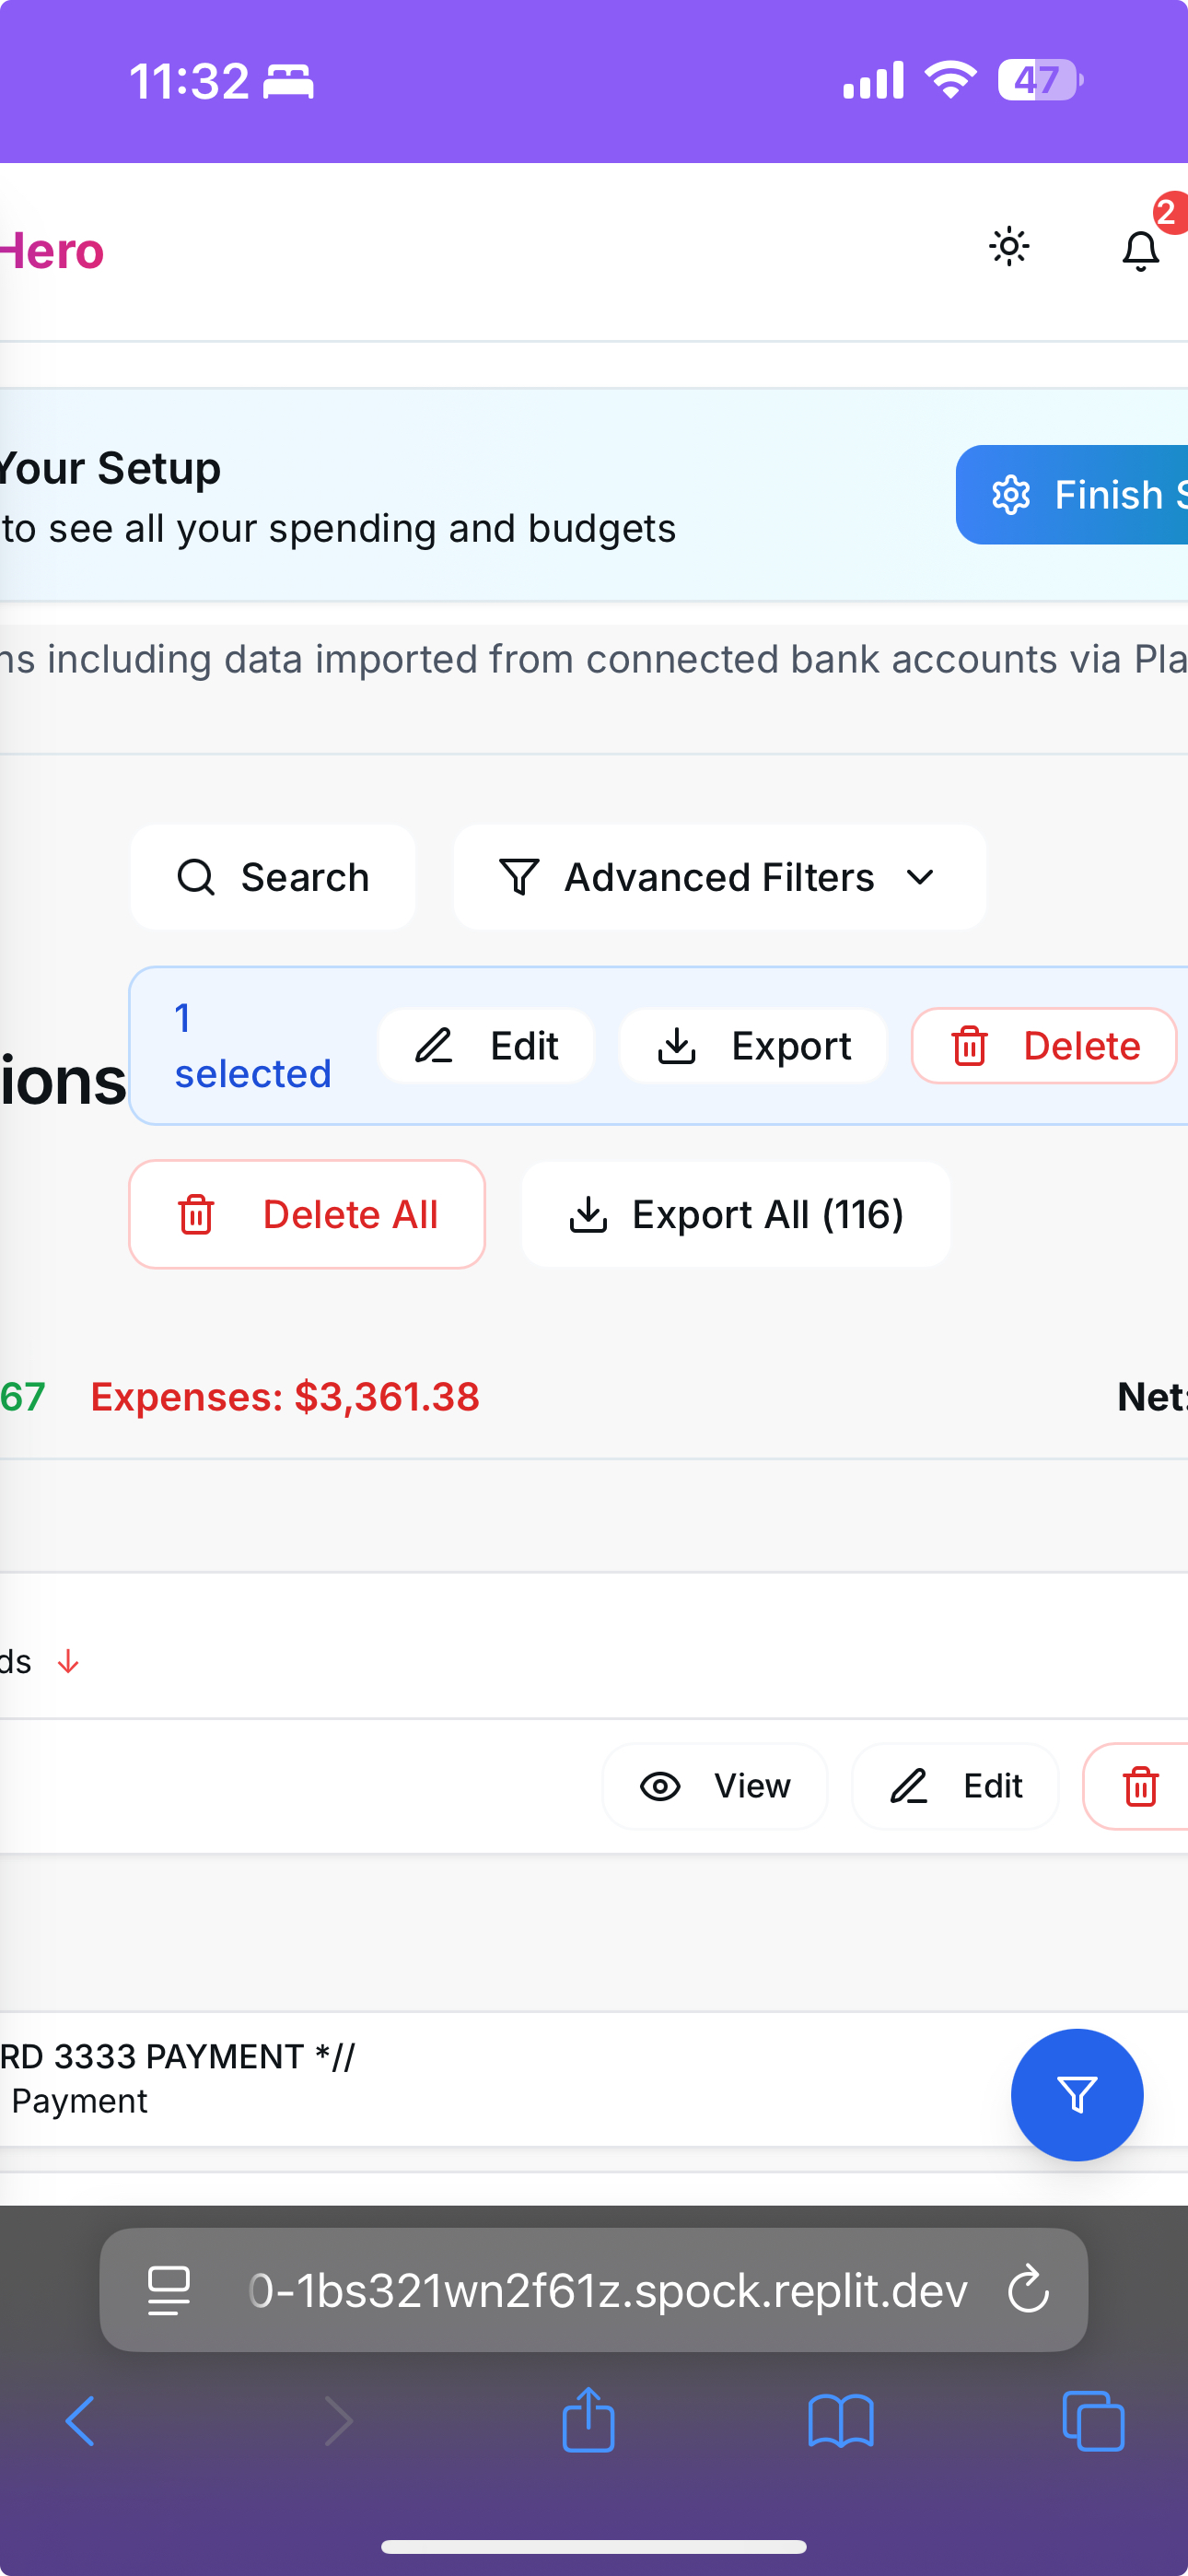 11:32
47
Hero
2
Your Setup
to see all your spending and budgets
Finish
including data imported from connected bank accounts via
Search
Advanced Filters
1
selected
Edit
Export
Delete
ions
Delete All
Export All (116)
67
Expenses: $3,361.38
Net:
ds
View
Edit
RD 3333 PAYMENT *//
Payment
0-1bs321wn2f61z.spock.replit.dev